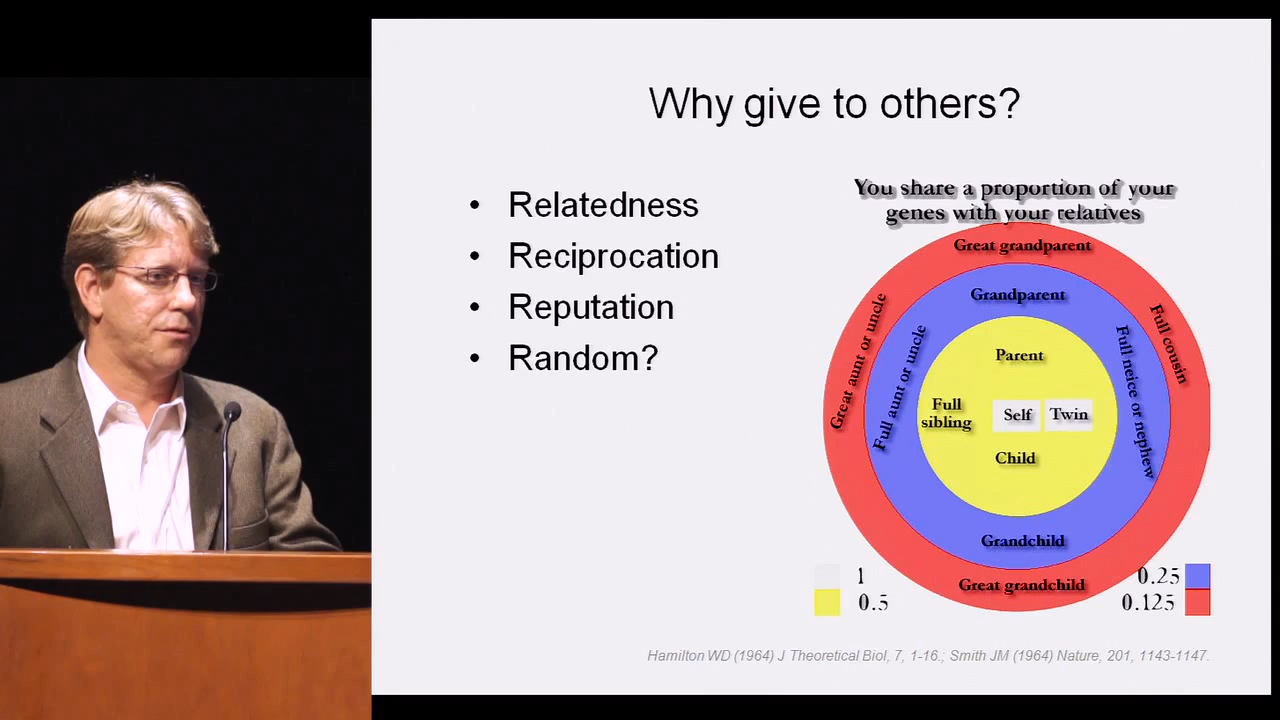 Why give to others?
• Relatedness
• Reciprocation
• Reputation
• Random?
You share a proportion of your
genes with your relatives
Great grandparent
Grandparent
Parent
Great aunt or uncle
Full aunt or uncle
Full
sibling
Self
Twin
Full neice or nephew
Full cousin
Child
Grandchild
Great grandchild
1
0.5
0.25
0.125
Hamilton WD (1964) J Theoretical Biol, 7, 1-16.; Smith JM (1964) Nature, 201, 1143-1147.